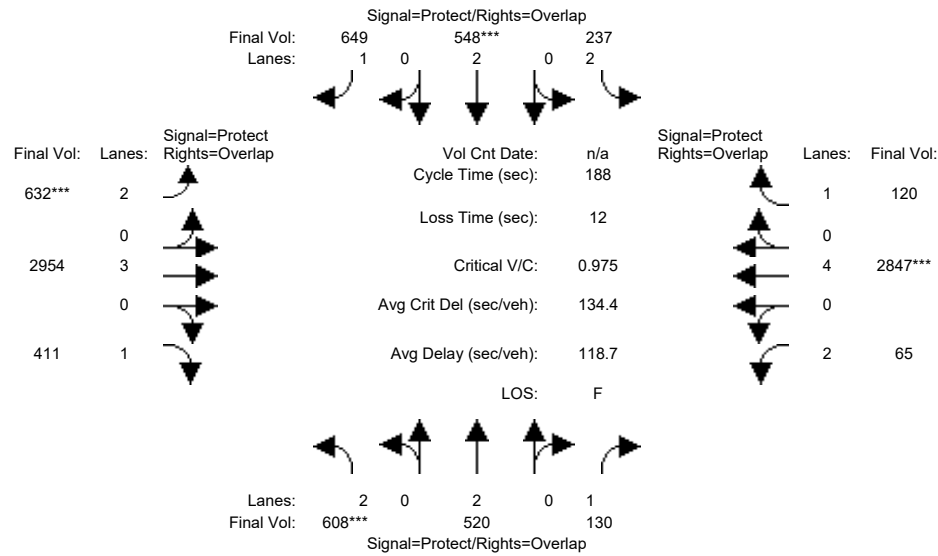 Signal=Protect/Rights=Overlap
Final Vol: 649 548*** 237
Lanes: 1 0 2 0 2
Signal=Protect Signal=Protect
Final Vol: Lanes: Rights=Overlap Vol Cnt Date: n/a Rights=Overlap Lanes: Final Vol:
Cycle Time (sec): 188
632*** 2 1 120
Loss Time (sec): 12
0 0
2954 3 Critical V/C: 0.975 4 2847***
0 Avg Crit Del (sec/veh): 134.4 0
411 1 Avg Delay (sec/veh): 118.7 2 65
LOS: F
Lanes: 2 0 2 0 1
Final Vol: 608*** 520 130
Signal=Protect/Rights=Overlap